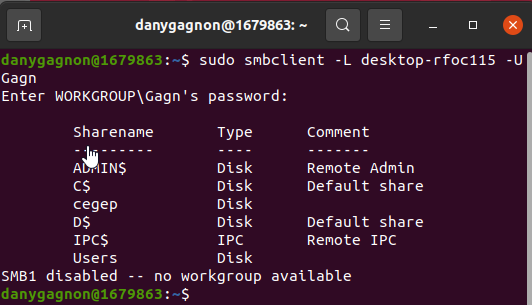 danygagnon@1679863: ~
danygagnon@1679863:~$ sudo smbclient -L desktop-rfoc115 -U
Gagn
Enter WORKGROUP\Gagn's password:
Sharename Type Comment
--------- ---- -------
ADMIN$ Disk Remote Admin
C$ Disk Default share
cegep Disk
D$ Disk Default share
IPC$ IPC Remote IPC
Users Disk
SMB1 disabled -- no workgroup available
danygagnon@1679863:~$